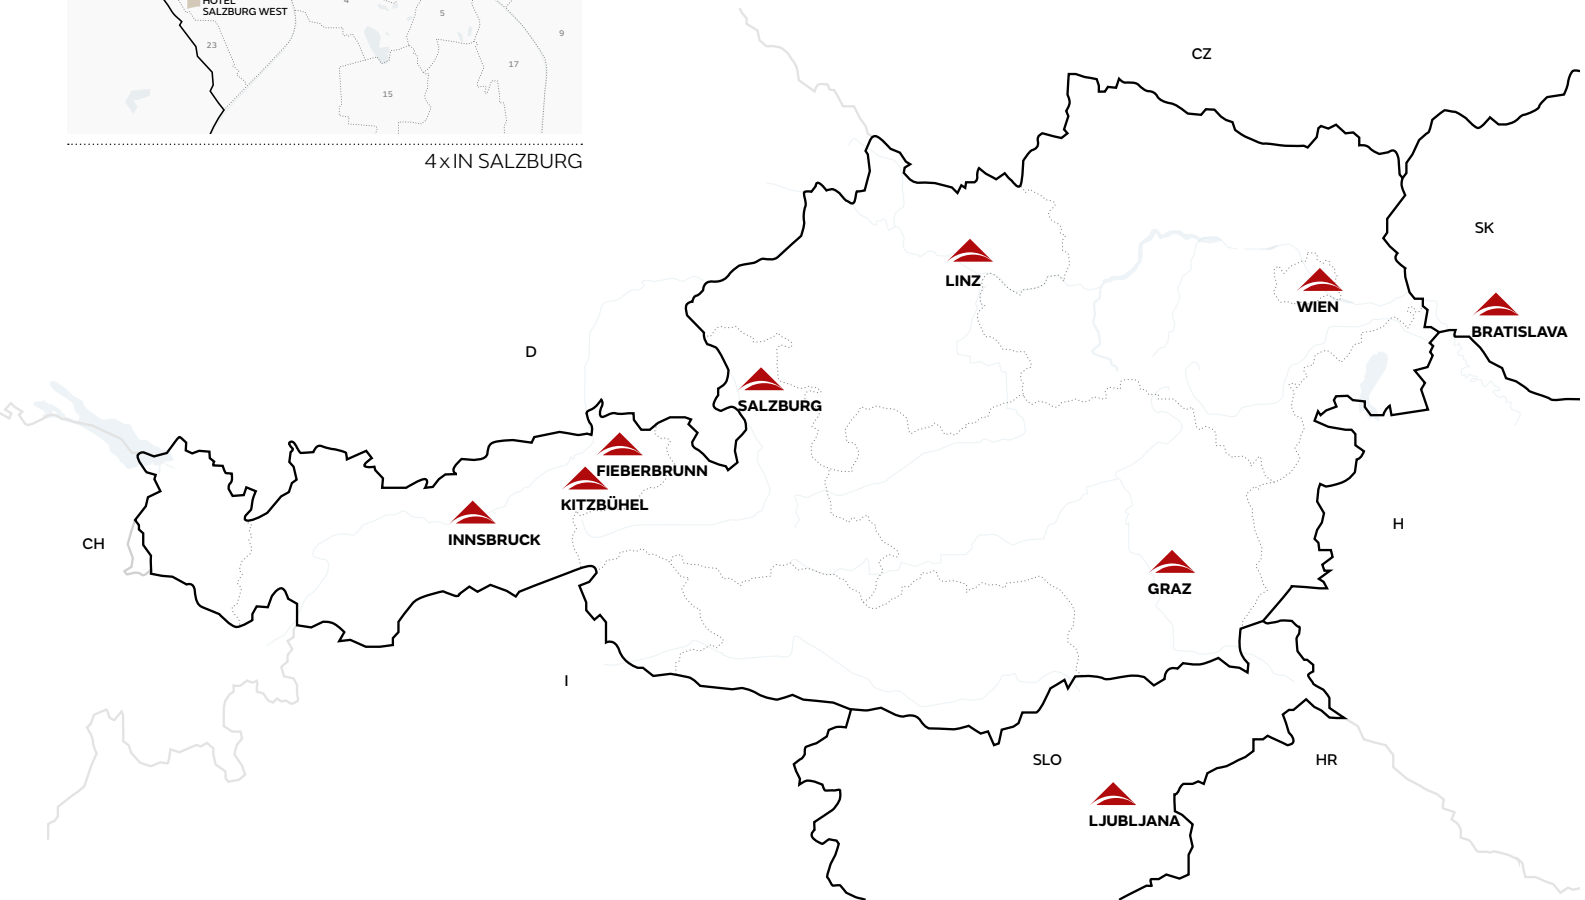 HOTEL
SALZBURG WEST
4
5
9
23
17
15
4 x IN SALZBURG
CZ
SK
LINZ
WIEN
BRATISLAVA
D
SALZBURG
FIEBERBRUNN
KITZBÜHEL
INNSBRUCK
CH
H
GRAZ
I
SLO
HR
LJUBLJANA